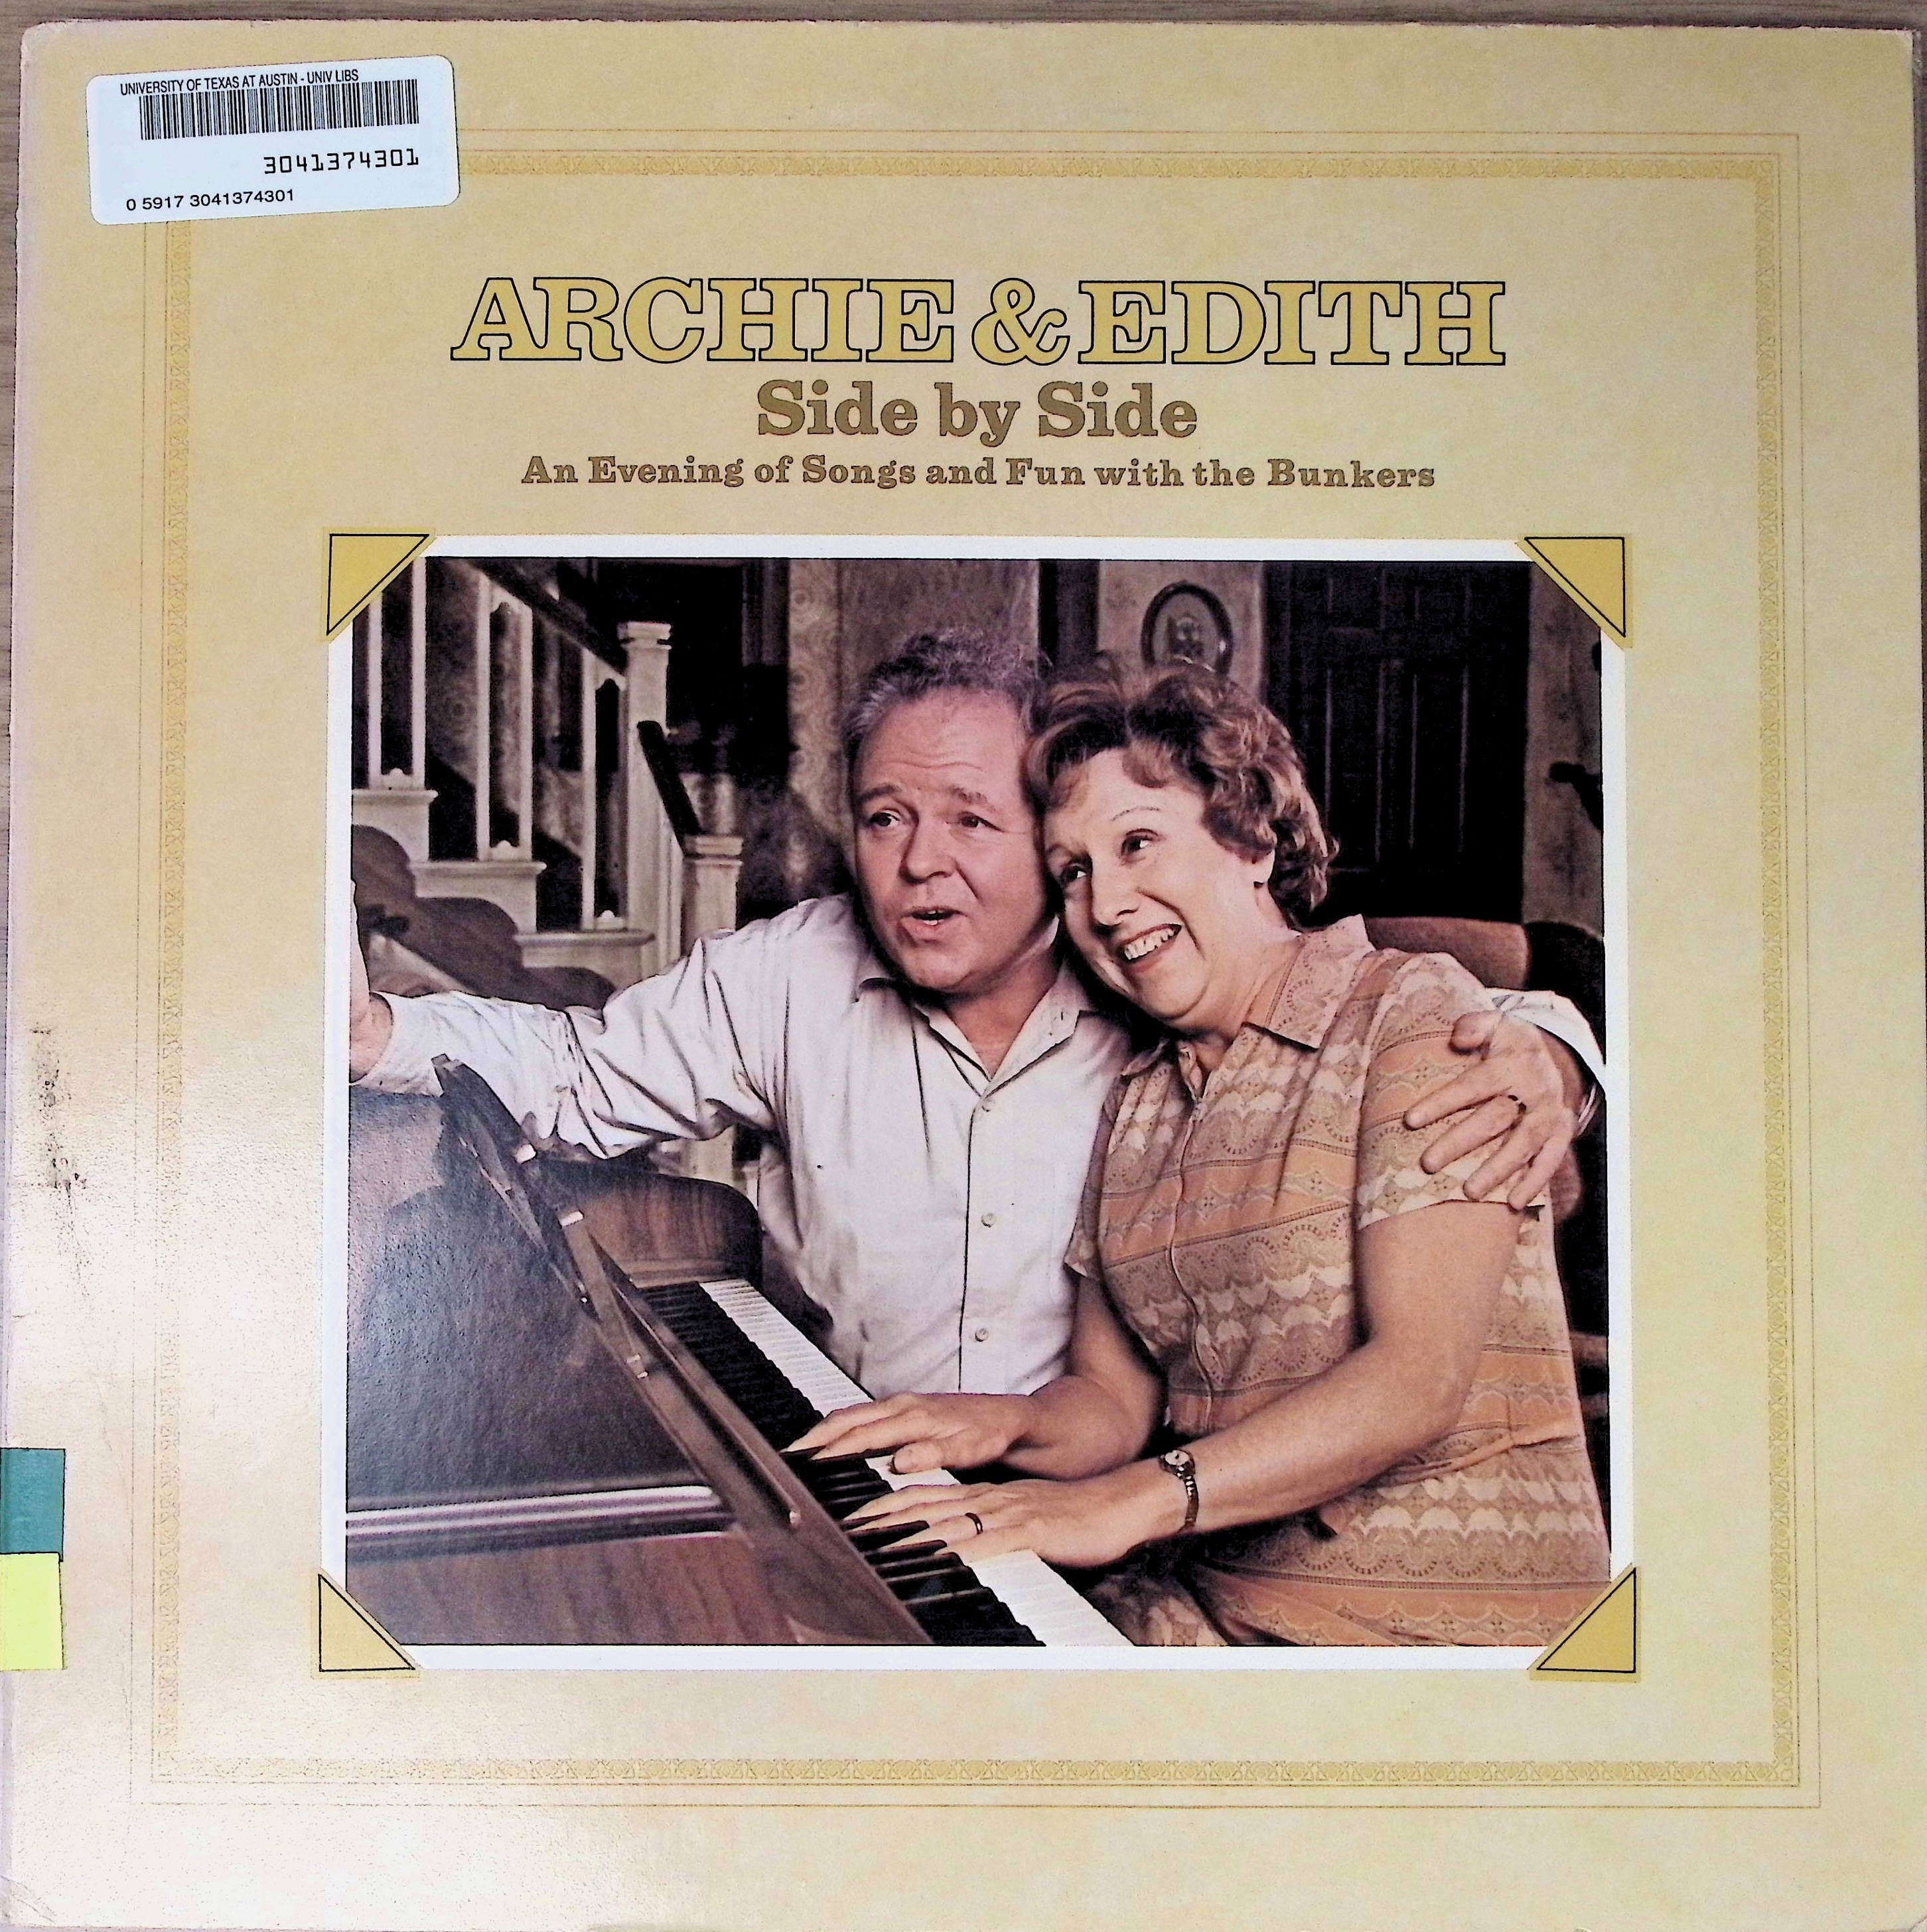 UNIVERSITY OF TEXAS AT AUSTIN - UNIV LIBS
3041374301
0 5917 3041374301
ARCHIE & EDITH
Side by Side
An Evening of Songs and Fun with the Bunkers